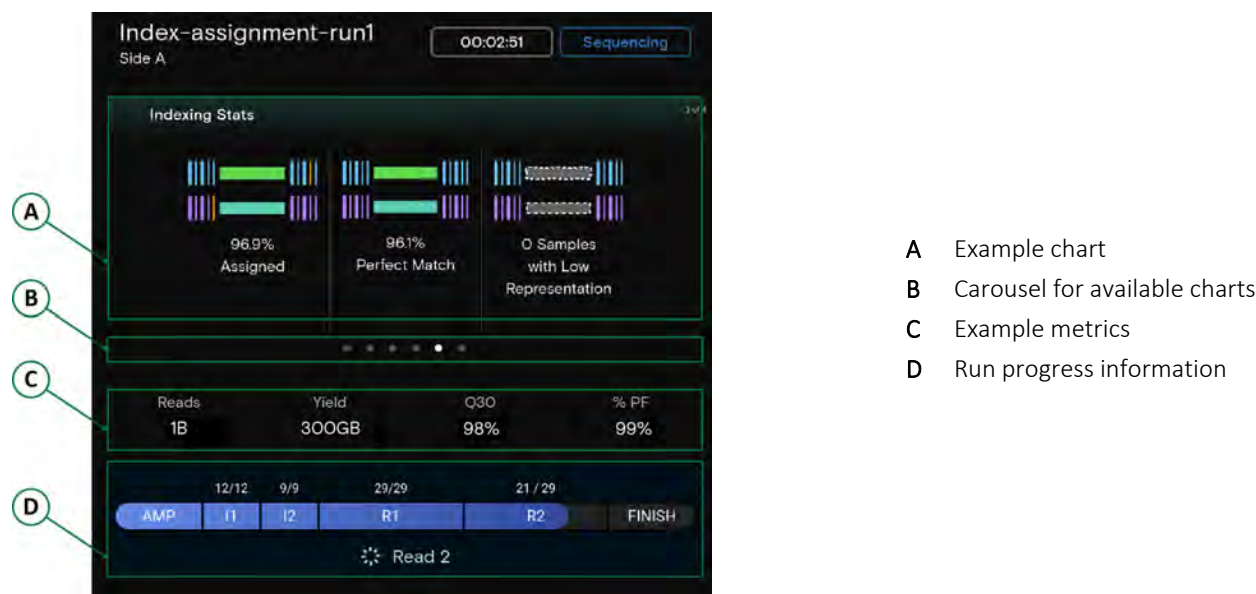 Index-assignment-run1
Side A
00:02:51
Sequencing
Indexing Stats
96.9%
Assigned
96.1%
Perfect Match
0 Samples
with Low
Representation
Reads
Yield
Q30
% PF
1B
300GB
98%
99%
12/12
9/9
29/29
21 / 29
AMP
I1
I2
R1
R2
FINISH
Read 2
A
B
C
D
A Example chart
B Carousel for available charts
C Example metrics
D Run progress information